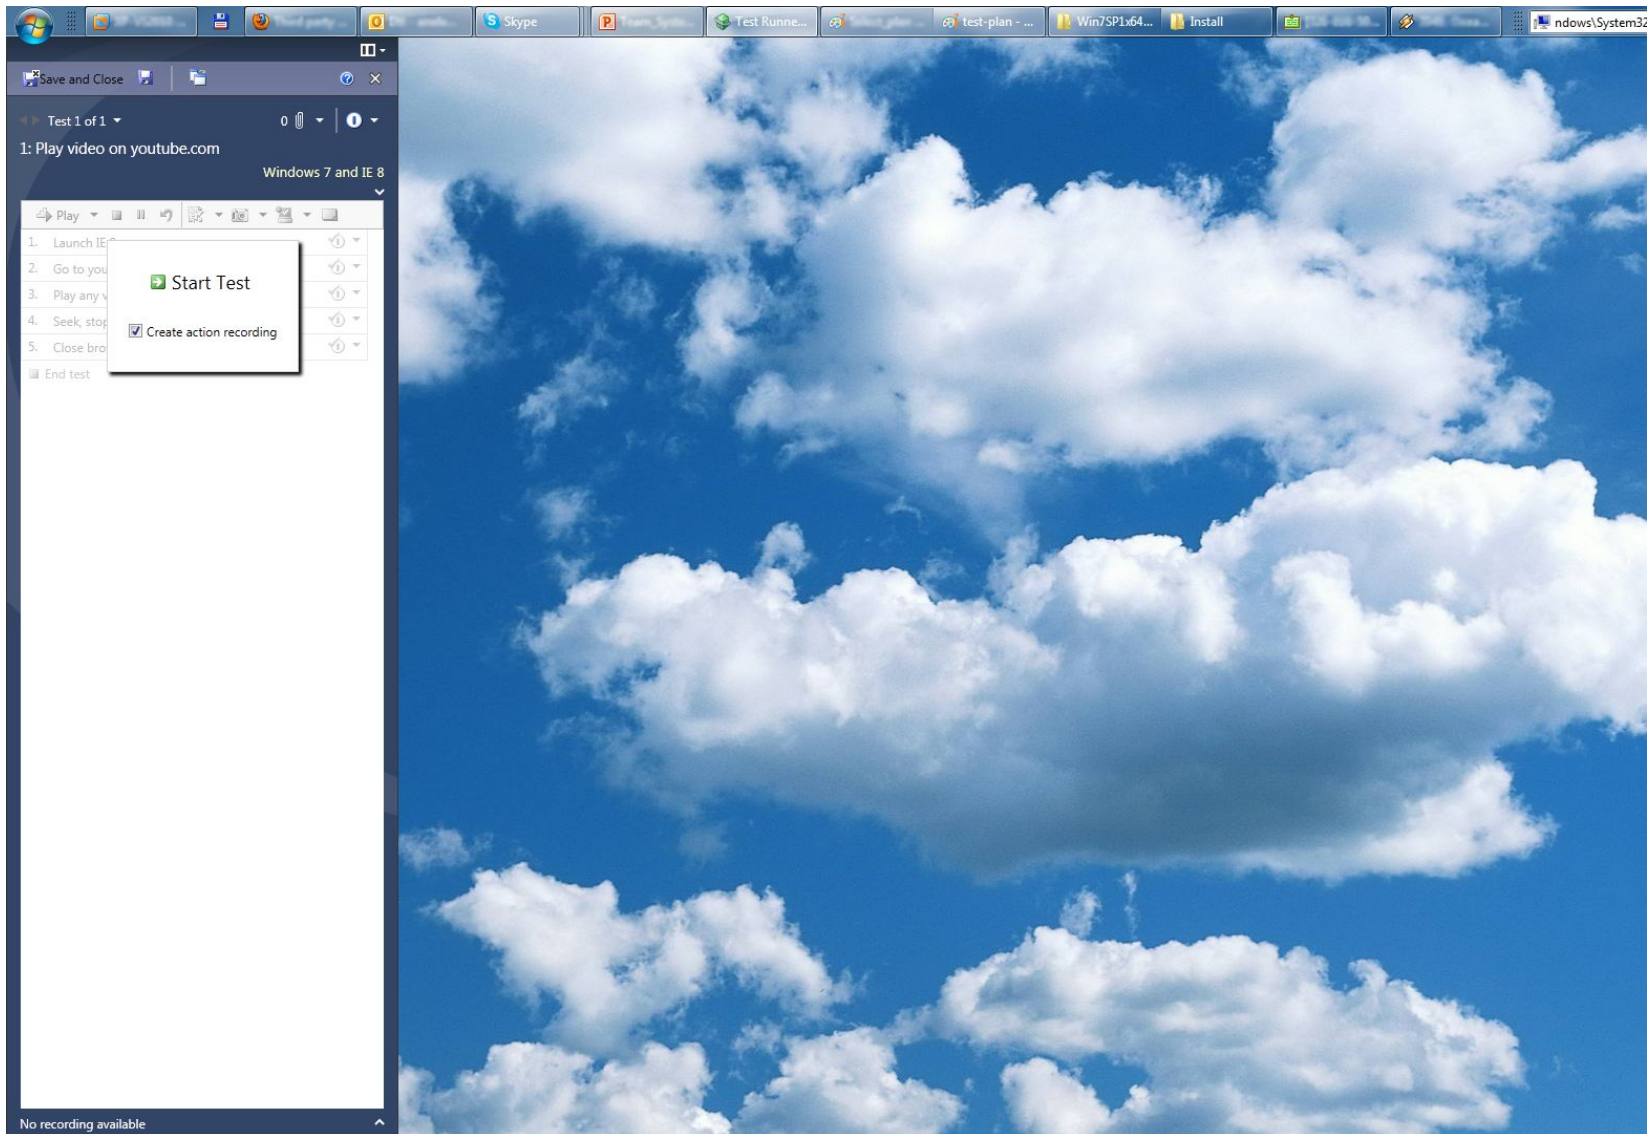 Skype
Test Runne...
test-plan - ...
Win7SP1x64...
Install
ndows\System32
Save and Close
Test 1 of 1
0
1: Play video on youtube.com
Windows 7 and IE 8
Play
1. Launch IE
2. Go to you
3. Play any v
4. Seek, stop
5. Close bro
End test
Start Test
Create action recording
No recording available